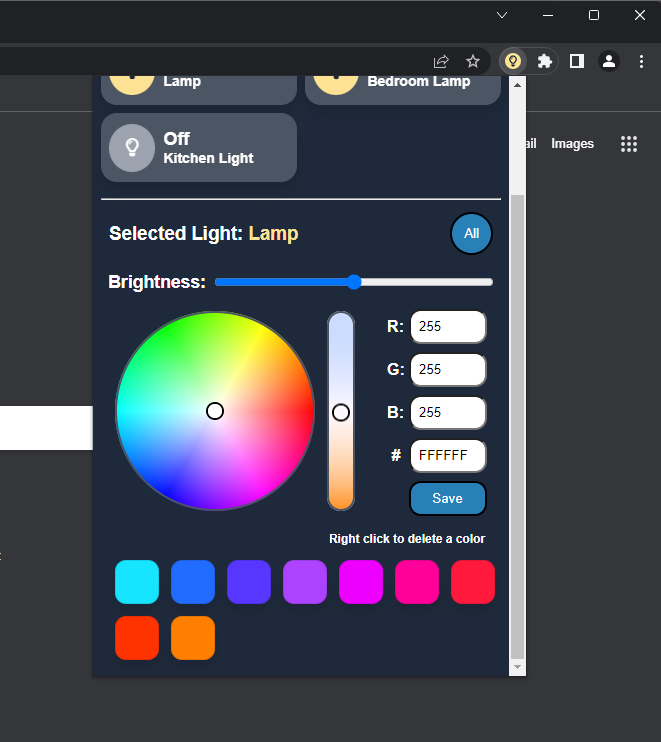 Lamp
Bedroom Lamp
Off
Kitchen Light
ail Images
Selected Light: Lamp
All
Brightness:
R: 255
G: 255
B: 255
# FFFFFF
Save
Right click to delete a color